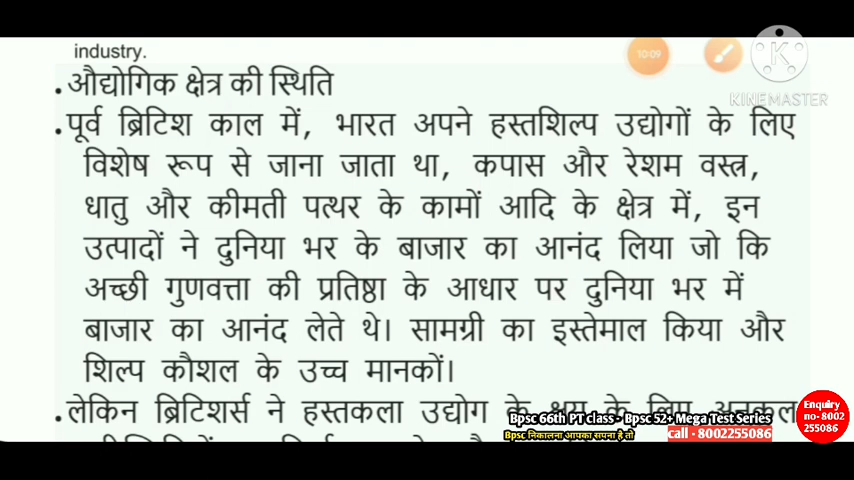 industry.
10:09
KINEMASTER
• औद्योगिक क्षेत्र की स्थिति
• पूर्व ब्रिटिश काल में, भारत अपने हस्तशिल्प उद्योगों के लिए
विशेष रूप से जाना जाता था, कपास और रेशम वस्त्र,
धातु और कीमती पत्थर के कामों आदि के क्षेत्र में, इन
उत्पादों ने दुनिया भर के बाजार का आनंद लिया जो कि
अच्छी गुणवत्ता की प्रतिष्ठा के आधार पर दुनिया भर में
बाजार का आनंद लेते थे। सामग्री का इस्तेमाल किया और
शिल्प कौशल के उच्च मानकों।
• लेकिन ब्रिटिशर्स ने हस्तकला उद्योग के क्षय के लिए अनुकूल
Bpsc 66th PT class - Bpsc 52+ Mega Test Series
Bpsc निकालना आपका सपना है तो
call - 8002255086
Enquiry
no- 8002
255086